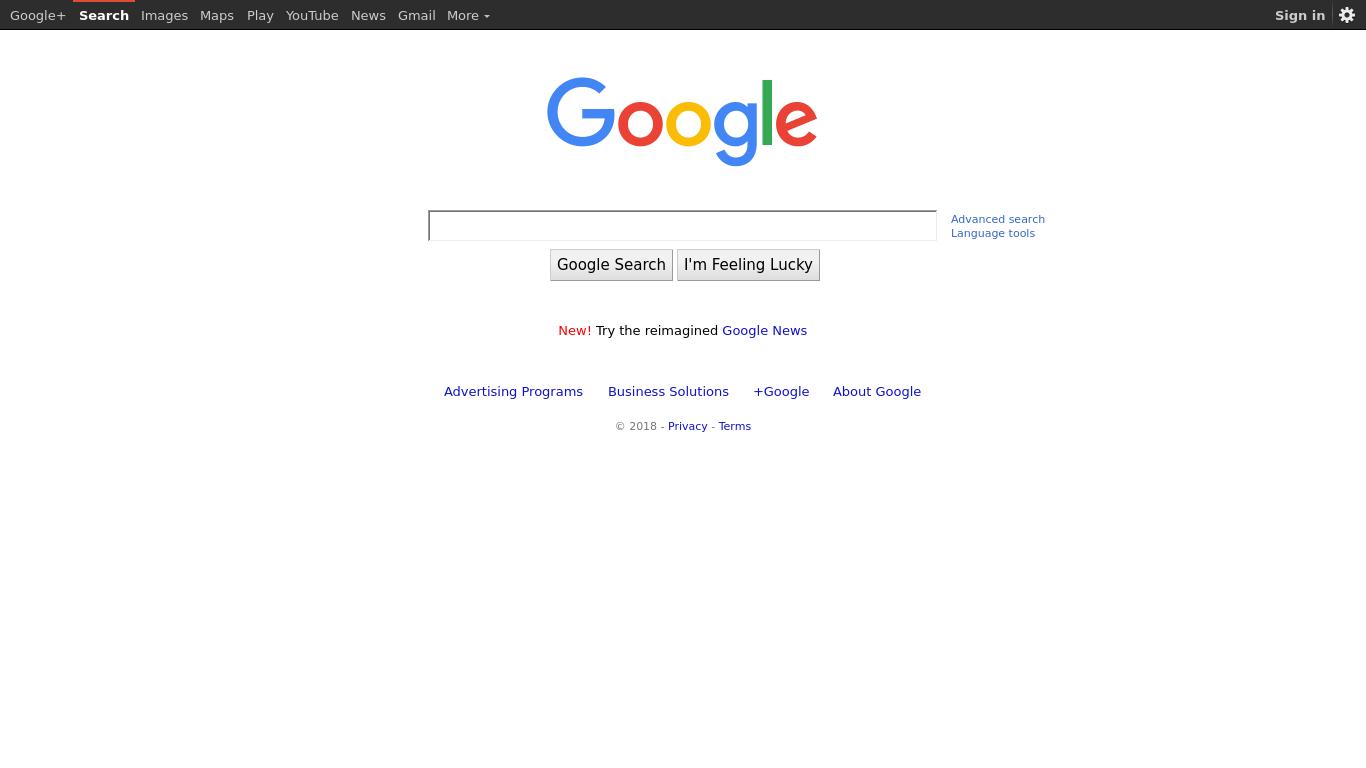 Google+ Search Images Maps Play YouTube News Gmail More Sign in
Google
Advanced search
Language tools
Google Search I'm Feeling Lucky
New! Try the reimagined Google News
Advertising Programs Business Solutions +Google About Google
© 2018 - Privacy - Terms